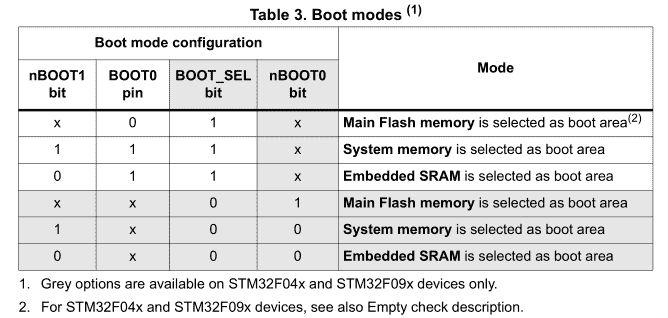 Table 3. Boot modes (1)
Boot mode configuration
Mode
nBOOT1 bit
BOOT0 pin
BOOT_SEL bit
nBOOT0 bit
x 0 1 x Main Flash memory is selected as boot area(2)
1 1 1 x System memory is selected as boot area
0 1 1 x Embedded SRAM is selected as boot area
x x 0 1 Main Flash memory is selected as boot area
1 x 0 0 System memory is selected as boot area
0 x 0 0 Embedded SRAM is selected as boot area
1. Grey options are available on STM32F04x and STM32F09x devices only.
2. For STM32F04x and STM32F09x devices, see also Empty check description.